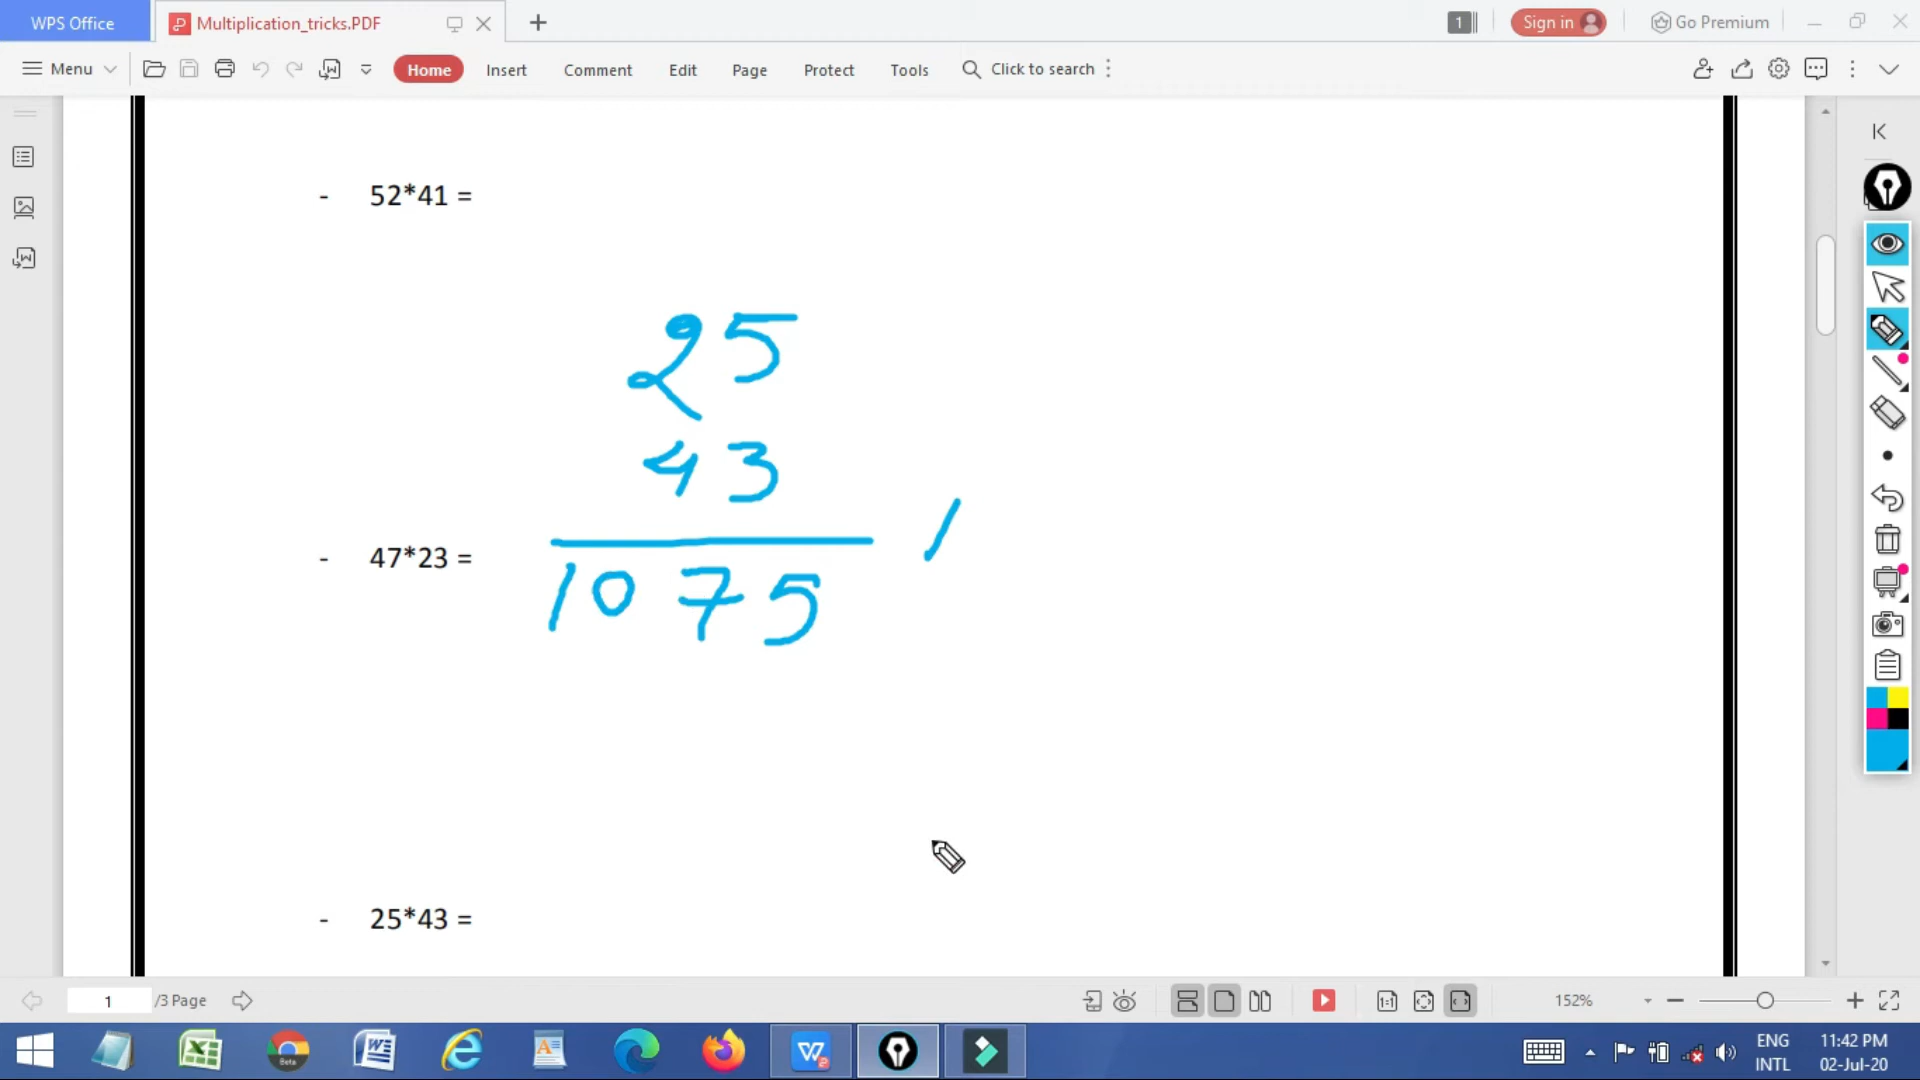 WPS Office Multiplication_tricks.PDF 1 Sign in Go Premium
Menu Home Insert Comment Edit Page Protect Tools Click to search
- 52*41 =
25
43
- 47*23 =
1075
/
- 25*43 =
1 /3 Page 152%
ENG 11:42 PM
INTL 02-Jul-20